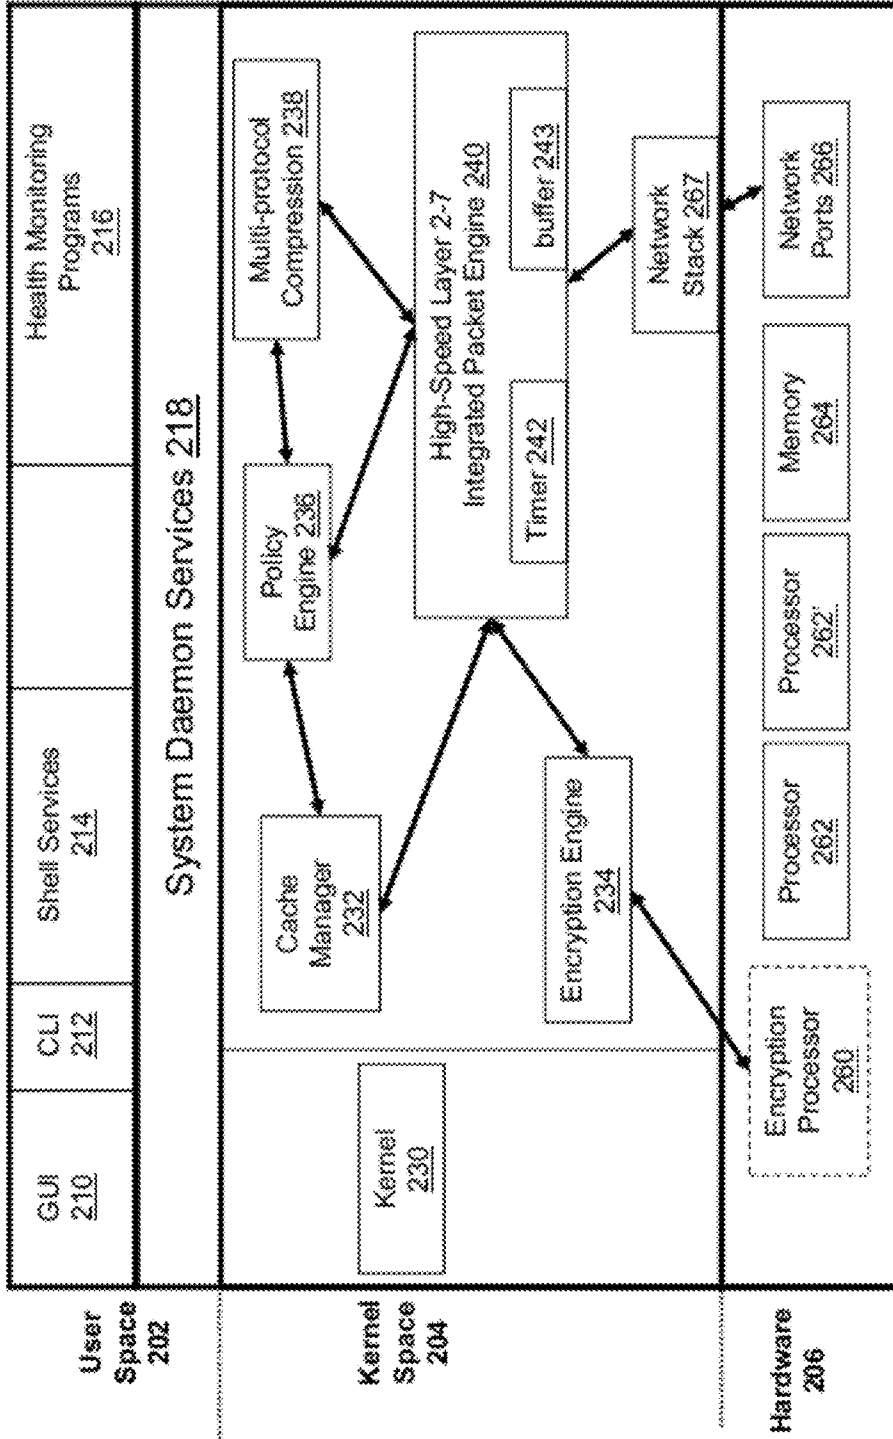 User
Space
202
GUI
210
CLI
212
Shell Services
214
Health Monitoring
Programs
216
System Daemon Services 218
Kernel
Space
204
Kernel
230
Cache
Manager
232
Policy
Engine 236
Multi-protocol
Compression 238
High-Speed Layer 2-7
Integrated Packet Engine 240
Timer 242
buffer 243
Encryption Engine
234
Network
Stack 267
Hardware
206
Encryption
Processor
260
Processor
262
Processor
262'
Memory
264
Network
Ports 266